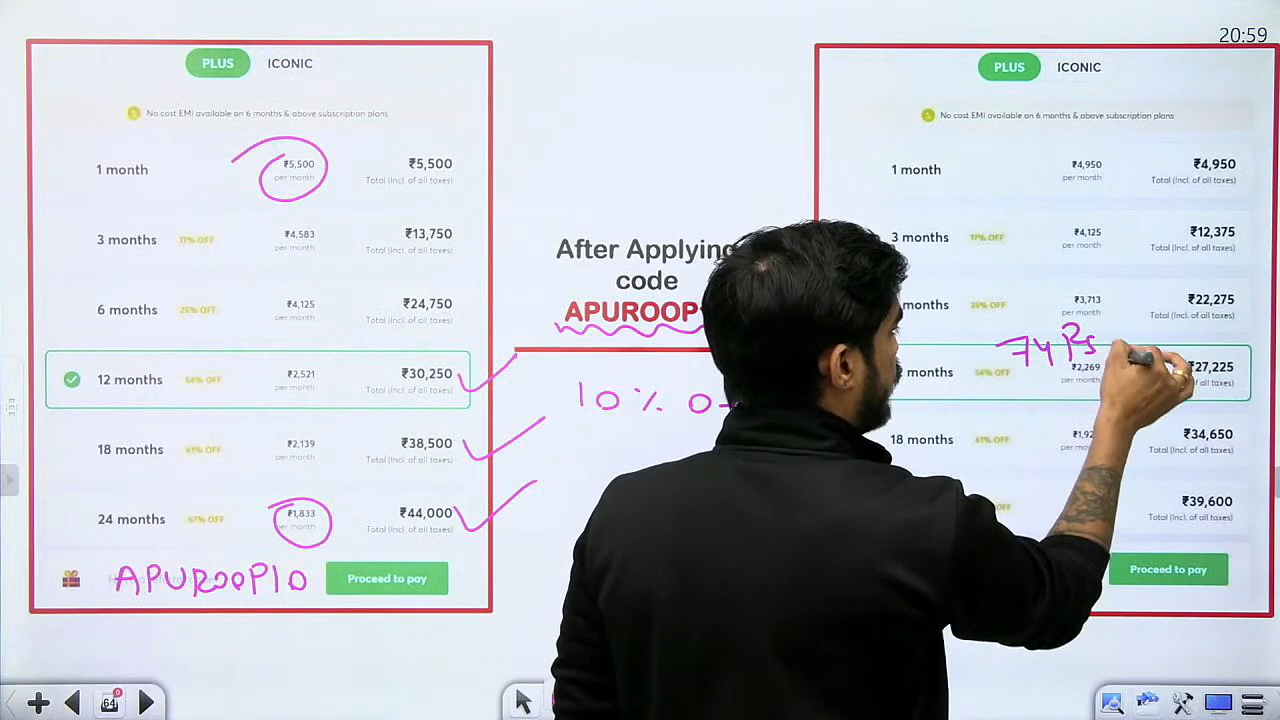 20:59
PLUS ICONIC
No cost EMI available on 6 months & above subscription plans
1 month ₹5,500 per month ₹5,500 Total (Incl. of all taxes)
3 months 17% OFF ₹4,583 per month ₹13,750 Total (Incl. of all taxes)
6 months 25% OFF ₹4,125 per month ₹24,750 Total (Incl. of all taxes)
12 months 54% OFF ₹2,521 per month ₹30,250 Total (Incl. of all taxes)
18 months 61% OFF ₹2,139 per month ₹38,500 Total (Incl. of all taxes)
24 months 67% OFF ₹1,833 per month ₹44,000 Total (Incl. of all taxes)
APUROOP10 Proceed to pay
After Applying
code
APUROOP
10%
PLUS ICONIC
No cost EMI available on 6 months & above subscription plans
1 month ₹4,950 per month ₹4,950 Total (Incl. of all taxes)
3 months 17% OFF ₹4,125 per month ₹12,375 Total (Incl. of all taxes)
months 25% OFF ₹3,713 per month ₹22,275 Total (Incl. of all taxes)
74 Rs
months 54% OFF ₹2,269 per month ₹27,225 of all taxes)
18 months 61% OFF ₹34,650 Total (Incl. of all taxes)
₹39,600 Total (Incl. of all taxes)
Proceed to pay
64